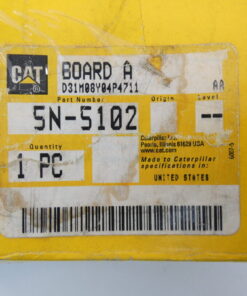 CAT BOARD A
D31M08Y04P4711 AA
Part Number Origin Level
5N-5102 --
Quantity
1 PC
Caterpillar
Peoria, Illinois 61629 USA
www.cat.com
Made to Caterpillar
specifications in:
UNITED STATES